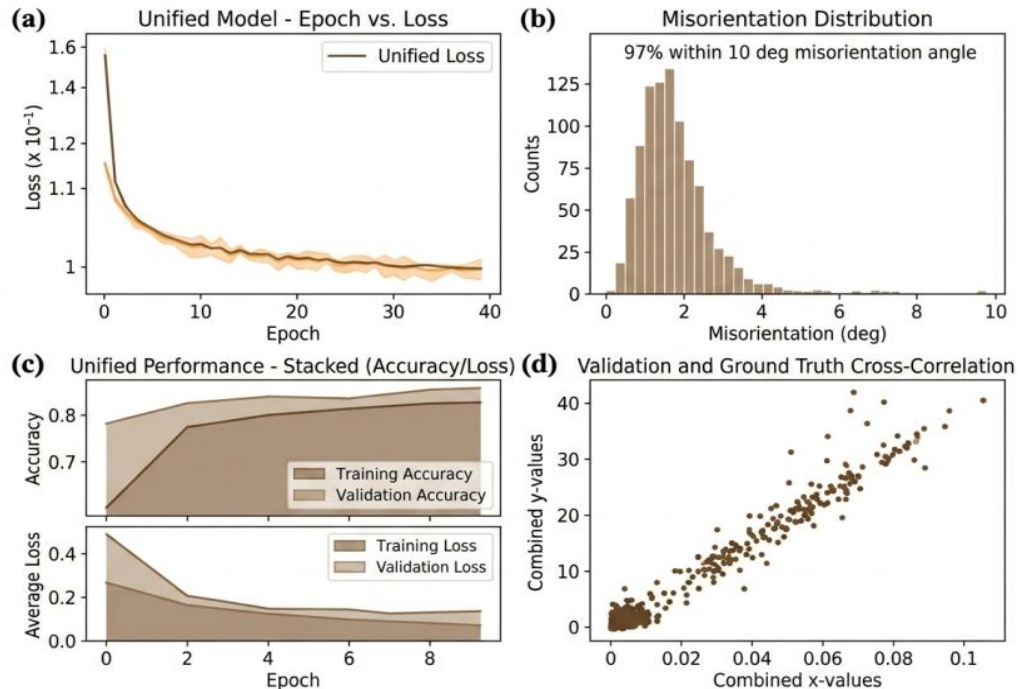 (a) Unified Model - Epoch vs. Loss
Unified Loss
1.6
1.4
1.2
1.1
1
Loss (x 10⁻¹)
0 10 20 30 40
Epoch
(b) Misorientation Distribution
97% within 10 deg misorientation angle
125
100
75
50
25
0
Counts
0 2 4 6 8 10
Misorientation (deg)
(c) Unified Performance - Stacked (Accuracy/Loss)
0.8
0.7
Accuracy
Training Accuracy
Validation Accuracy
Training Loss
Validation Loss
0.4
0.2
0.0
Average Loss
0 2 4 6 8
Epoch
(d) Validation and Ground Truth Cross-Correlation
40
30
20
10
0
Combined y-values
0 0.02 0.04 0.06 0.08 0.1
Combined x-values